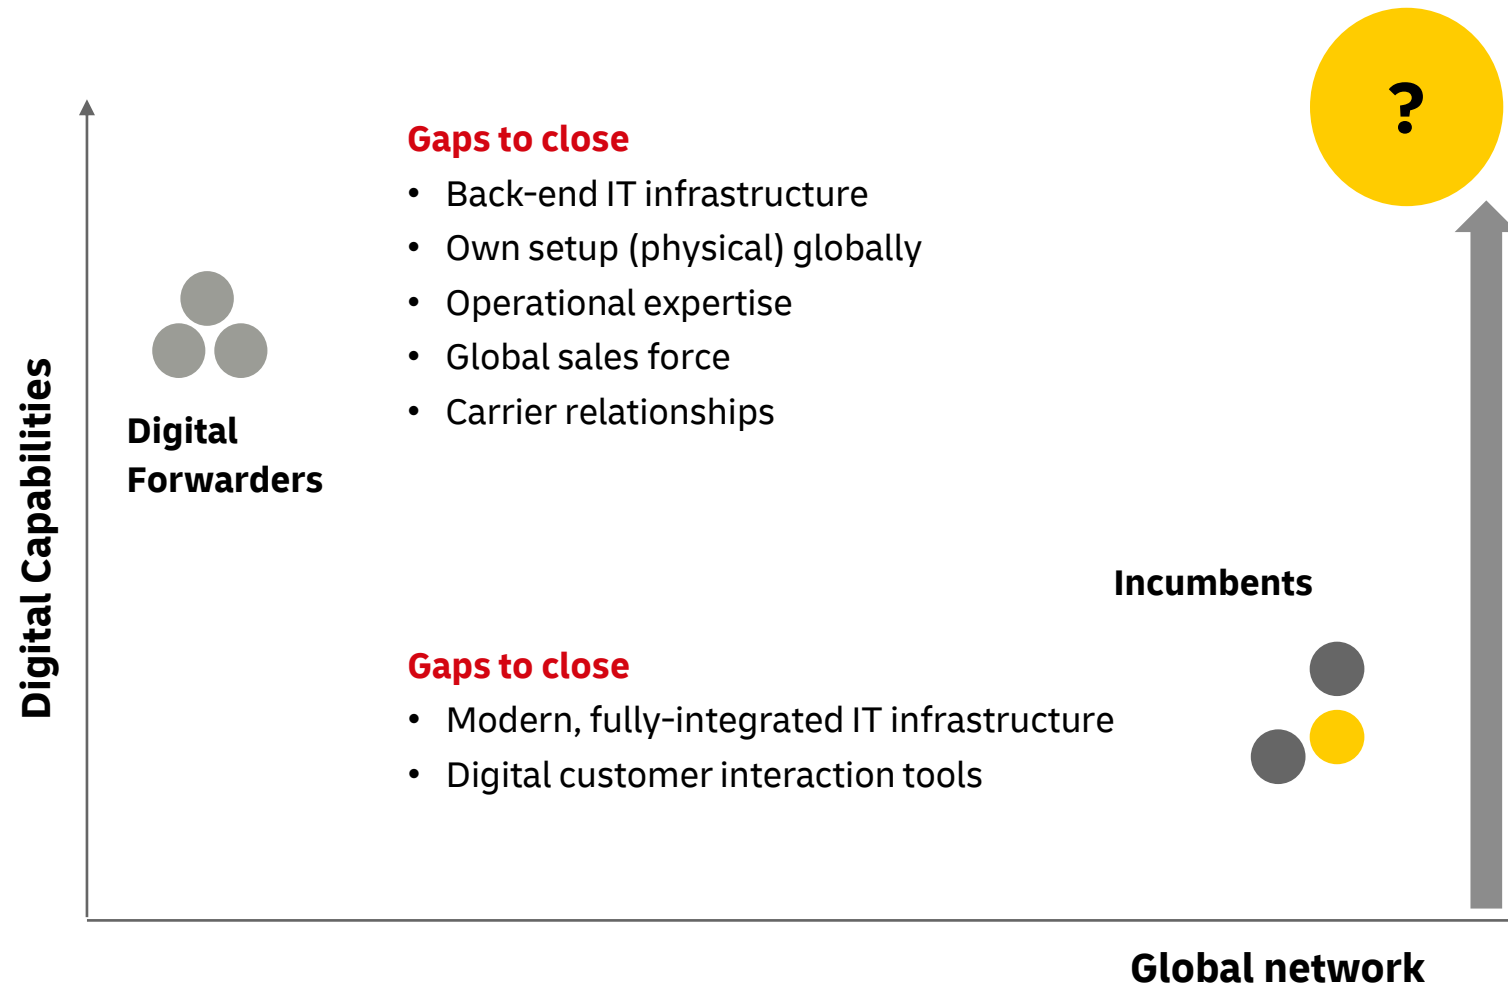 ?
Gaps to close
• Back-end IT infrastructure
• Own setup (physical) globally
• Operational expertise
• Global sales force
• Carrier relationships
Digital
Forwarders
Digital Capabilities
Incumbents
Gaps to close
• Modern, fully-integrated IT infrastructure
• Digital customer interaction tools
Global network